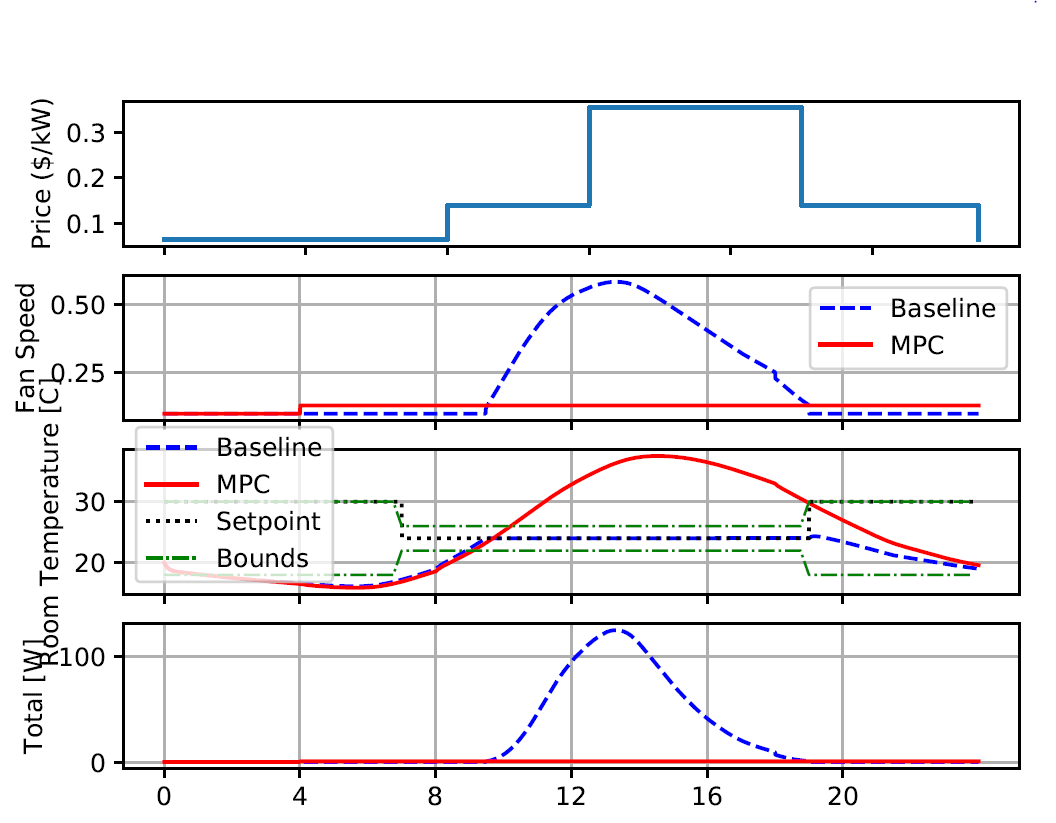 Price ($/kW)
0.3
0.2
0.1
Fan Speed
0.50
0.25
Baseline
MPC
Room Temperature [C]
30
20
Baseline
MPC
Setpoint
Bounds
Total [W]
100
0
0 4 8 12 16 20